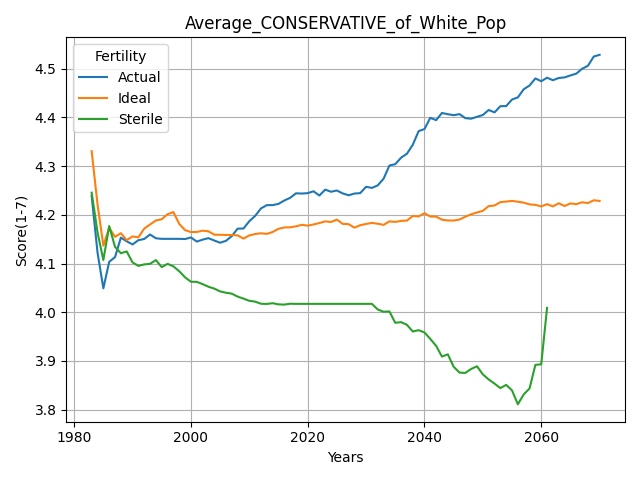 Average_CONSERVATIVE_of_White_Pop
Fertility
Actual
Ideal
Sterile
Score(1-7)
4.5
4.4
4.3
4.2
4.1
4.0
3.9
3.8
1980 2000 2020 2040 2060
Years